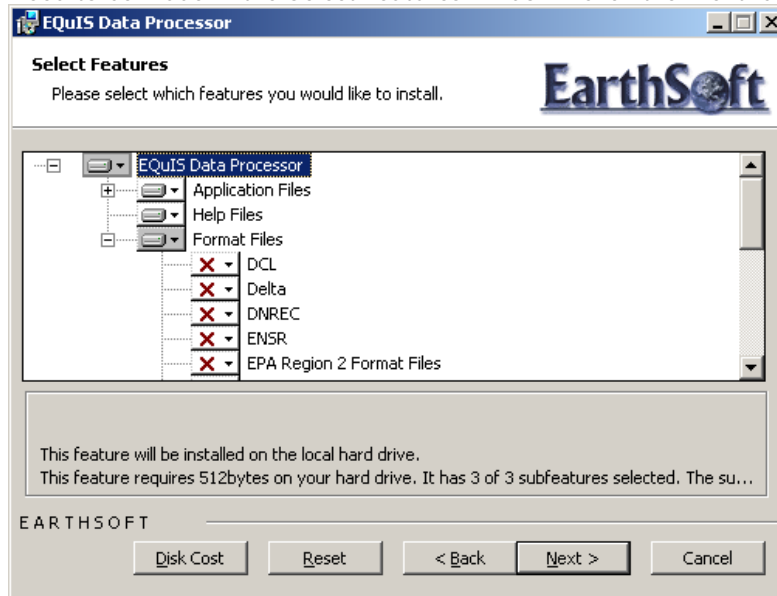 EQuIS Data Processor
Select Features
Please select which features you would like to install.
EarthSoft
EQuIS Data Processor
Application Files
Help Files
Format Files
DCL
Delta
DNREC
ENSR
EPA Region 2 Format Files
This feature will be installed on the local hard drive.
This feature requires 512bytes on your hard drive. It has 3 of 3 subfeatures selected. The su...
EARTHSOFT
Disk Cost
Reset
< Back
Next >
Cancel